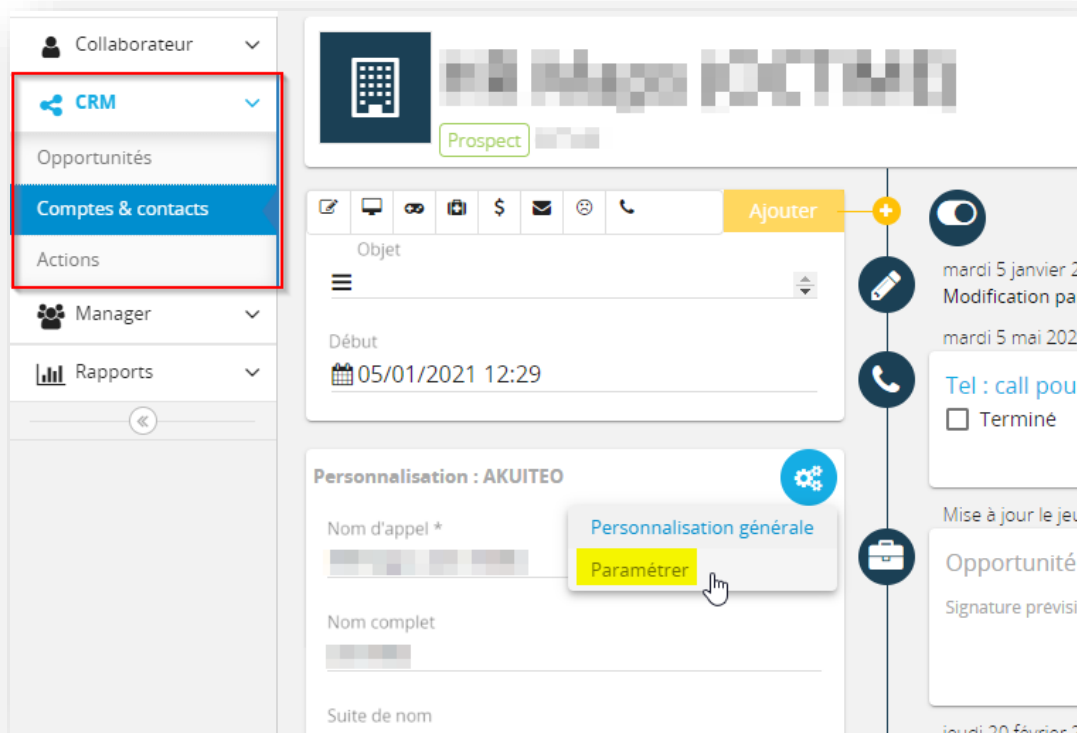 Collaborateur
CRM
Opportunités
Comptes & contacts
Actions
Manager
Rapports
Prospect
Ajouter
Objet
Début
05/01/2021 12:29
Personnalisation : AKUITEO
Nom d'appel *
Personnalisation générale
Paramétrer
Nom complet
Suite de nom
mardi 5 janvier 2
Modification pa
mardi 5 mai 202
Tel : call pou
Terminé
Mise à jour le jeu
Opportunité
Signature prévisi
jeudi 20 février 2